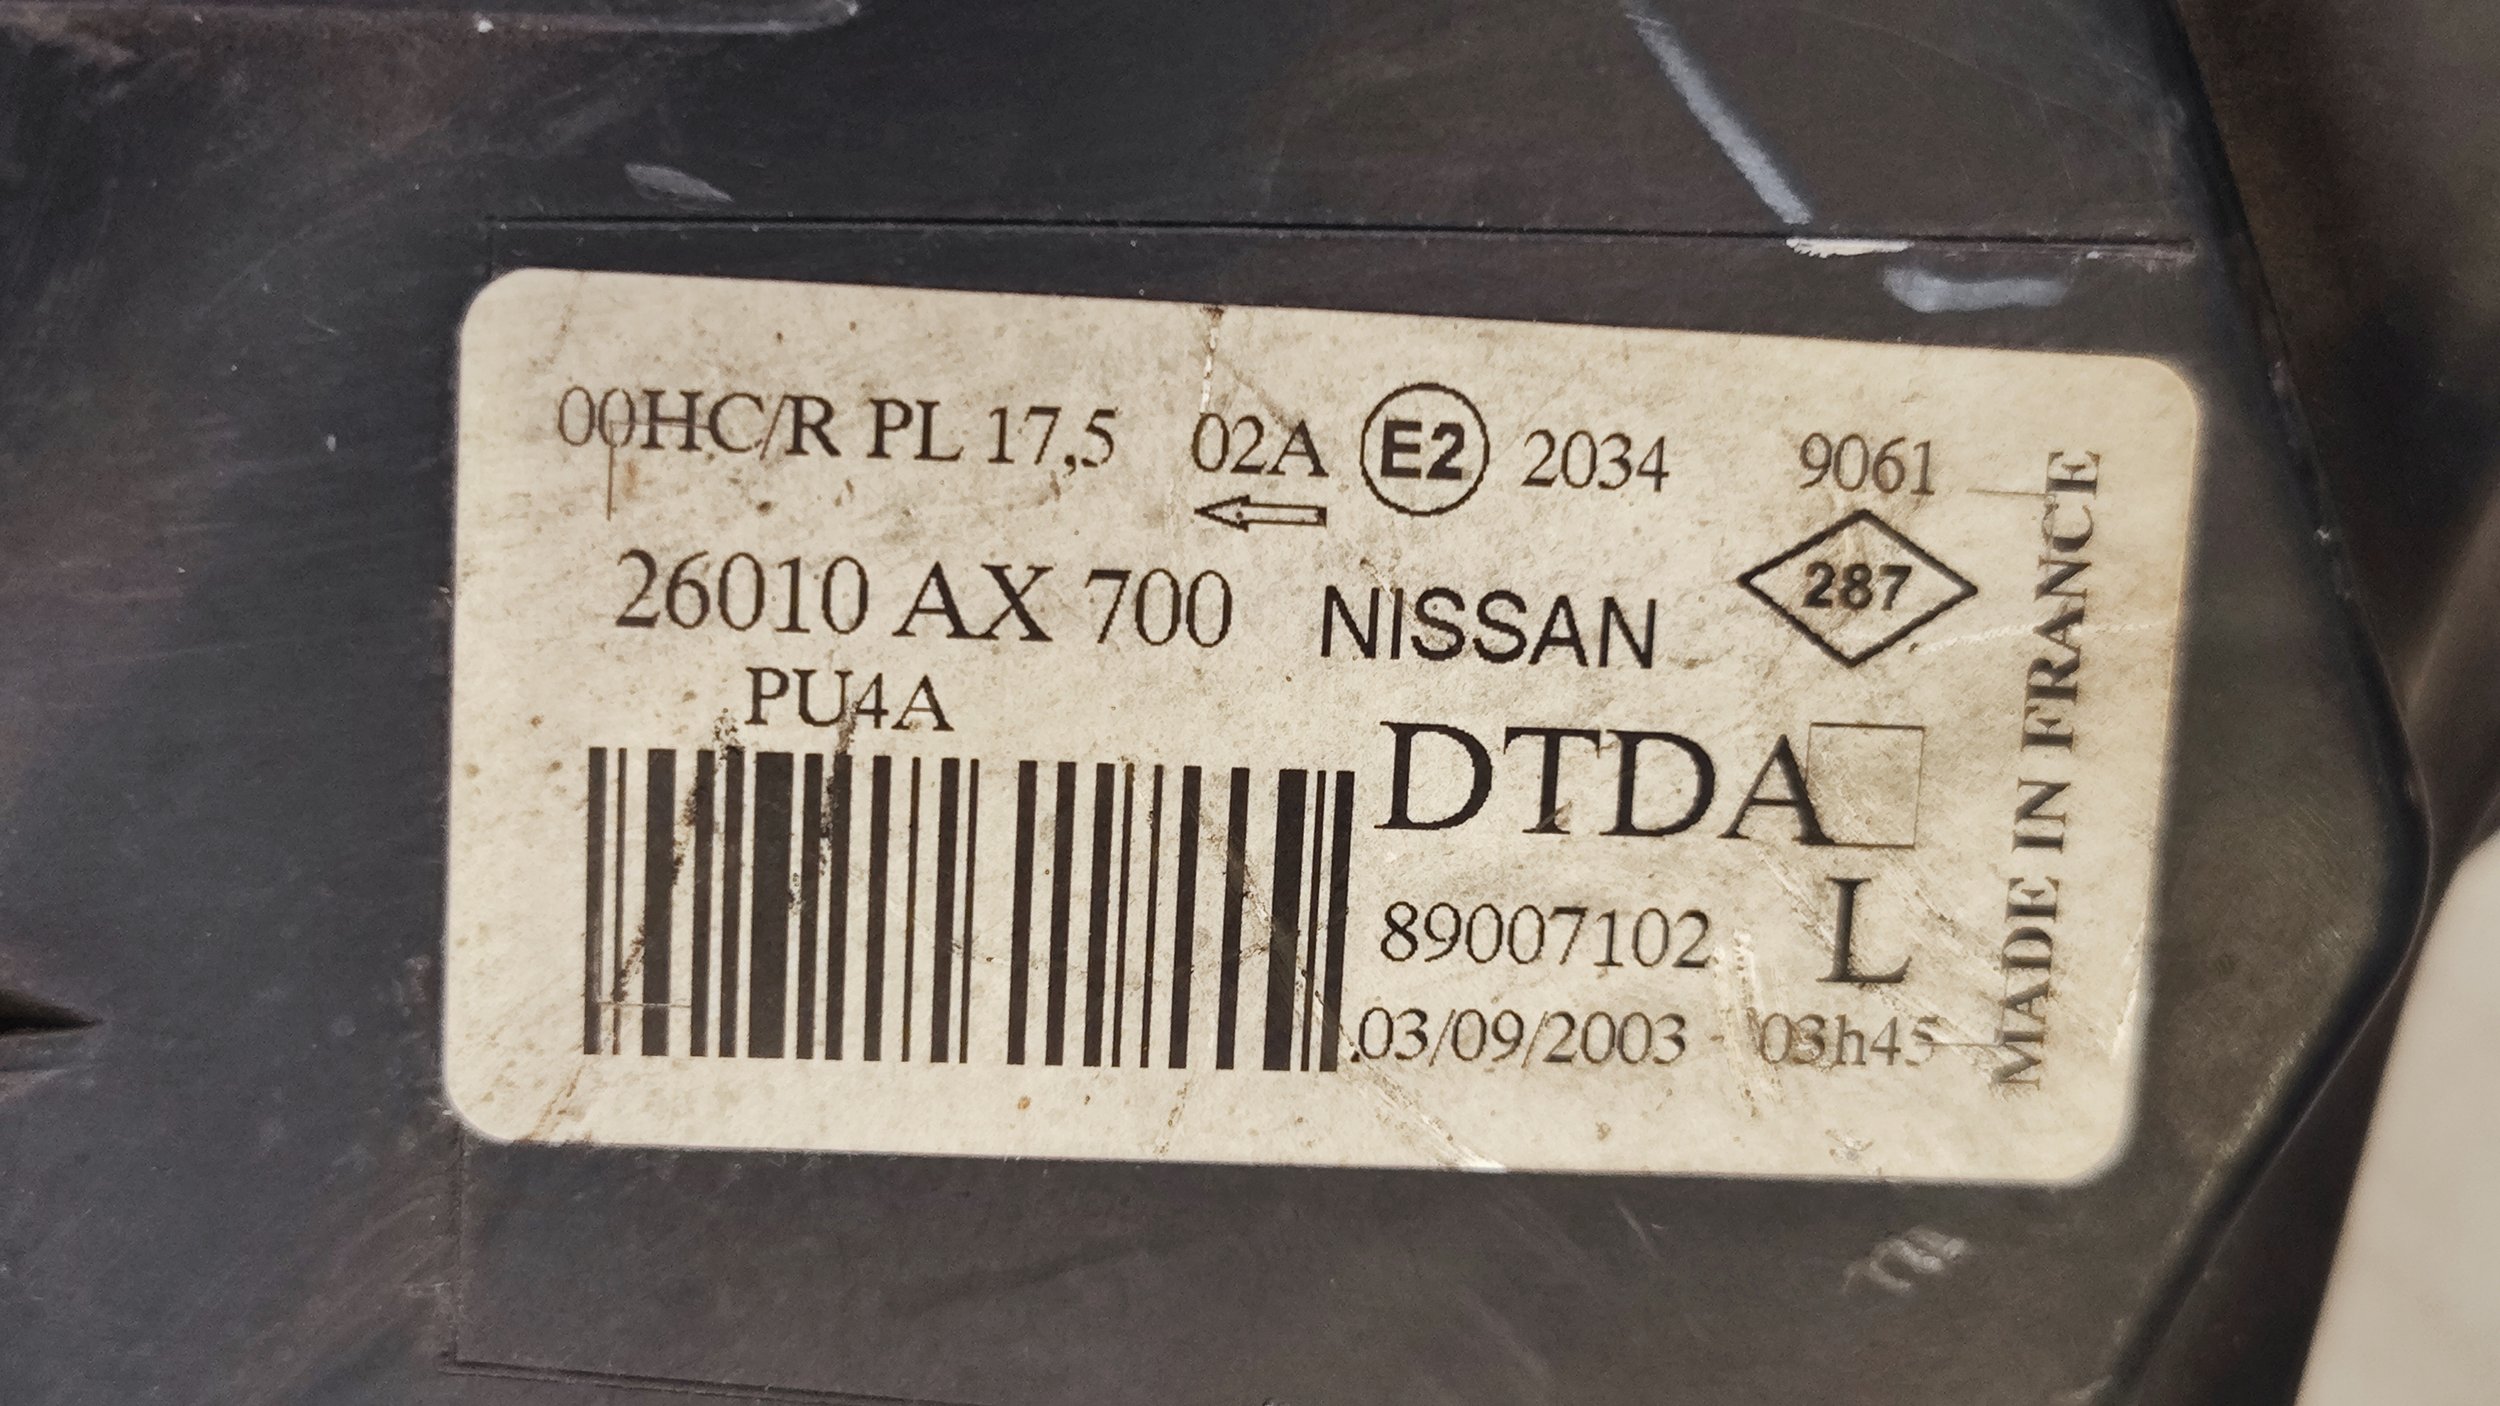 00HC/R PL 17,5 02A E2 2034 9061
26010 AX 700 NISSAN 287
PU4A
DTDA
89007102 L
03/09/2003 - 03h45
MADE IN FRANCE